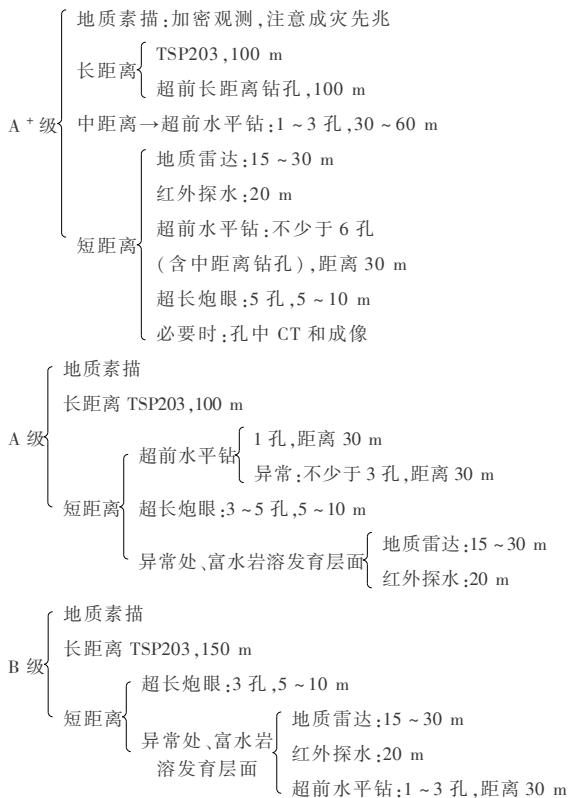 地质素描:加密观测,注意成灾先兆
长距离
TSP203,100 m
超前长距离钻孔,100 m
A⁺级
中距离→超前水平钻:1~3 孔,30~60 m
短距离
地质雷达:15~30 m
红外探水:20 m
超前水平钻:不少于 6 孔
(含中距离钻孔),距离 30 m
超长炮眼:5 孔,5~10 m
必要时:孔中 CT 和成像
A 级
地质素描
长距离 TSP203,100 m
短距离
超前水平钻
1 孔,距离 30 m
异常:不少于 3 孔,距离 30 m
超长炮眼:3~5 孔,5~10 m
异常处、富水岩溶发育层面
地质雷达:15~30 m
红外探水:20 m
B 级
地质素描
长距离 TSP203,150 m
短距离
超长炮眼:3 孔,5~10 m
异常处、富水岩
溶发育层面
地质雷达:15~30 m
红外探水:20 m
超前水平钻:1~3 孔,距离 30 m